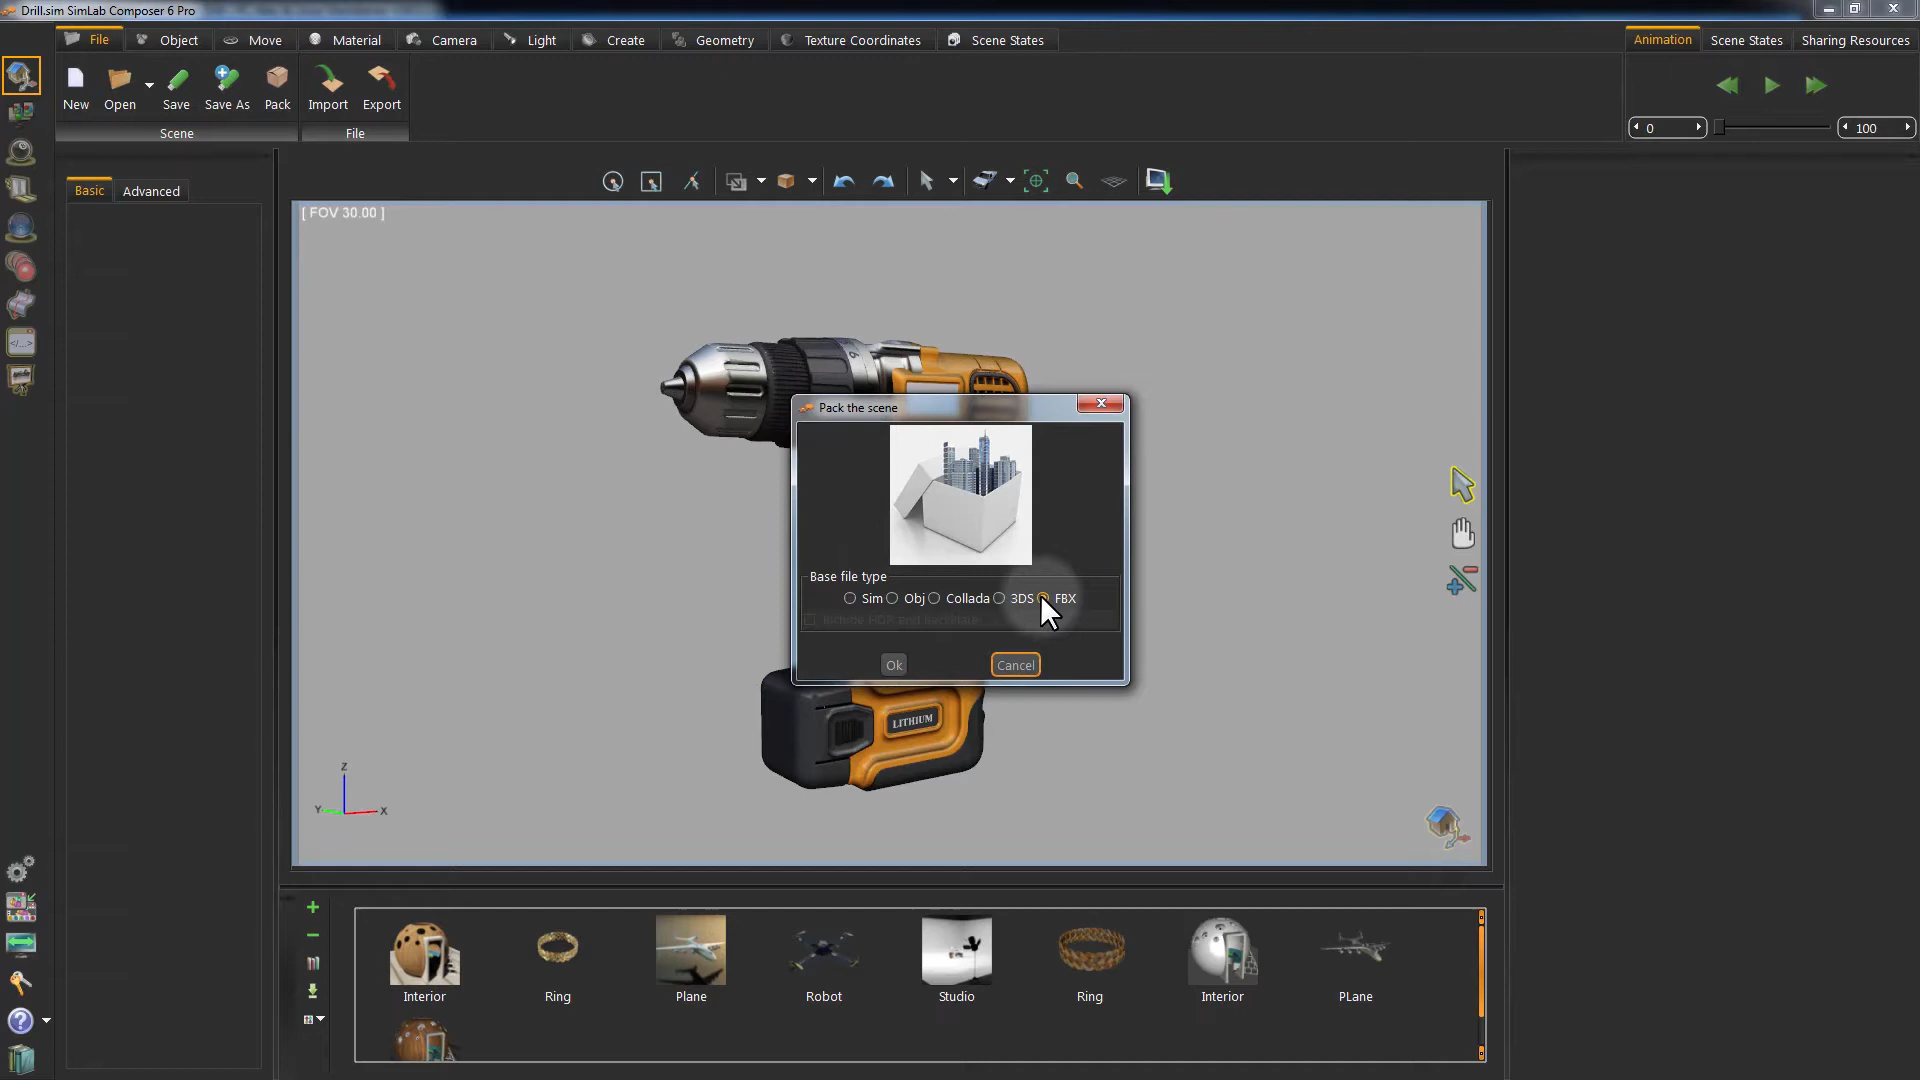 Drill.sim SimLab Composer 6 Pro
File Object Move Material Camera Light Create Geometry Texture Coordinates Scene States
Animation Scene States Sharing Resources
New Open Save Save As Pack Import Export
Scene File
0 100
Basic Advanced
[ FOV 30.00 ]
6
Pack the scene
Base file type
Sim Obj Collada 3DS FBX
Include HDR and BackPlate
Ok Cancel
LITHIUM
Z
Y X
Interior Ring Plane Robot Studio Ring Interior PLane